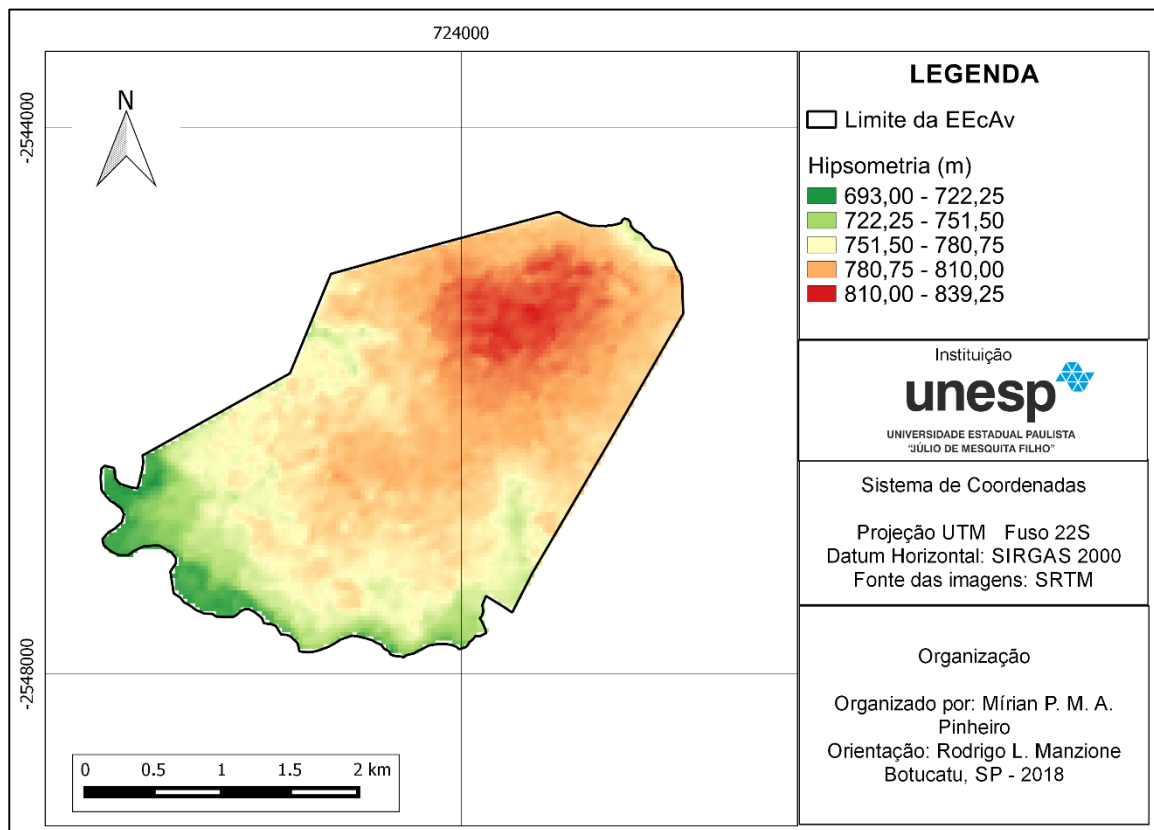 724000
-2544000
-2548000
N
0 0.5 1 1.5 2 km
LEGENDA
Limite da EEcAv
Hipsometria (m)
693,00 - 722,25
722,25 - 751,50
751,50 - 780,75
780,75 - 810,00
810,00 - 839,25
Instituição
unesp
UNIVERSIDADE ESTADUAL PAULISTA
"JÚLIO DE MESQUITA FILHO"
Sistema de Coordenadas
Projeção UTM Fuso 22S
Datum Horizontal: SIRGAS 2000
Fonte das imagens: SRTM
Organização
Organizado por: Mírian P. M. A.
Pinheiro
Orientação: Rodrigo L. Manzione
Botucatu, SP - 2018